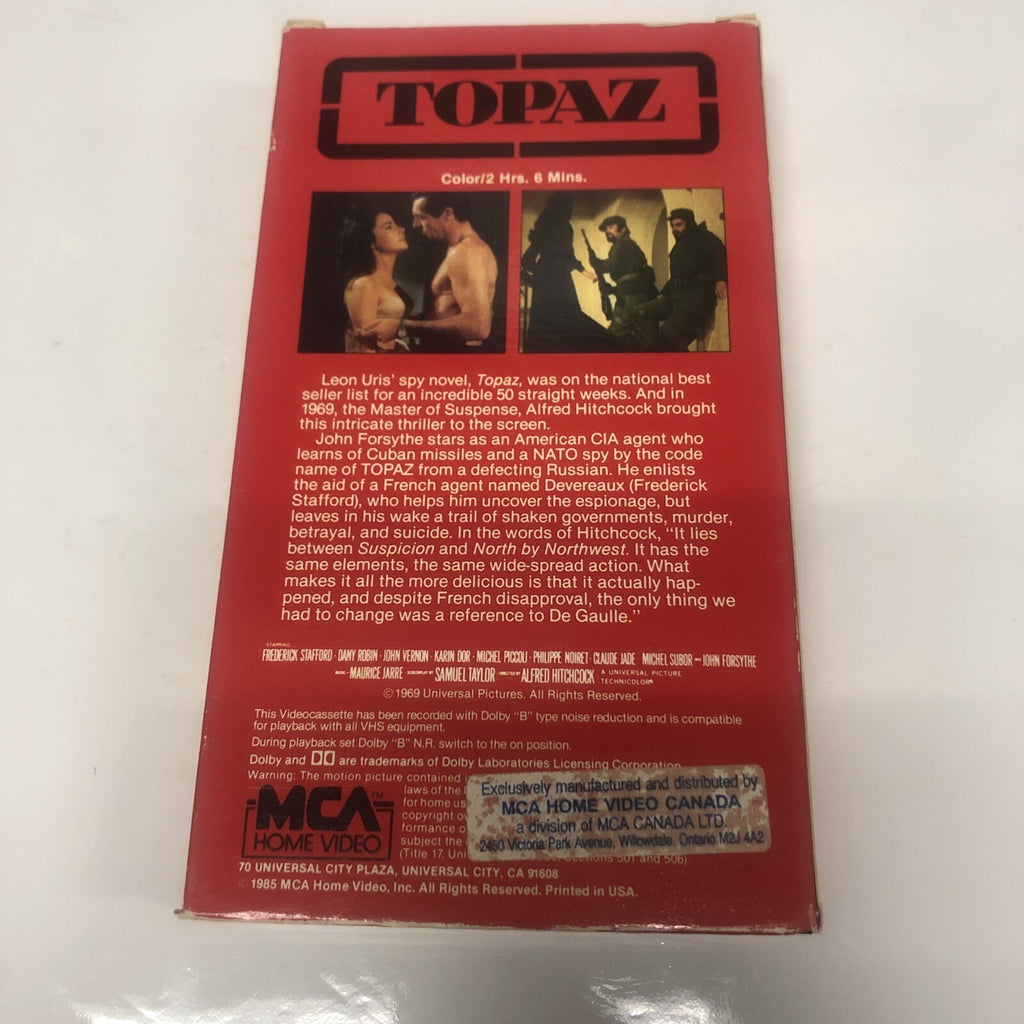 TOPAZ
Color/2 Hrs. 6 Mins.
Leon Uris' spy novel, Topaz, was on the national best
seller list for an incredible 50 straight weeks. And in
1969, the Master of Suspense, Alfred Hitchcock brought
this intricate thriller to the screen.
John Forsythe stars as an American CIA agent who
learns of Cuban missiles and a NATO spy by the code
name of TOPAZ from a defecting Russian. He enlists
the aid of a French agent named Devereaux (Frederick
Stafford), who helps him uncover the espionage, but
leaves in his wake a trail of shaken governments, murder,
betrayal, and suicide. In the words of Hitchcock, "It lies
between Suspicion and North by Northwest. It has the
same elements, the same wide-spread action. What
makes it all the more delicious is that it actually hap-
pened, and despite French disapproval, the only thing we
had to change was a reference to De Gaulle."
STARRING
FREDERICK STAFFORD · DANY ROBIN · JOHN VERNON · KARIN DOR · MICHEL PICCOLI · PHILIPPE NOIRET · CLAUDE JADE MICHEL SUBOR AND JOHN FORSYTHE
MUSIC BY MAURICE JARRE SCREENPLAY BY SAMUEL TAYLOR DIRECTED BY ALFRED HITCHCOCK A UNIVERSAL PICTURE
TECHNICOLOR®
© 1969 Universal Pictures. All Rights Reserved.
This Videocassette has been recorded with Dolby "B" type noise reduction and is compatible
for playback with all VHS equipment.
During playback set Dolby "B" N.R. switch to the on position.
Dolby and DD are trademarks of Dolby Laboratories Licensing Corporation.
Warning: The motion picture contained i
laws of the
for home us
copyright o
formance o
subject the
(Title 17, Uni
ctions 501 and 506)
MCA™
HOME VIDEO
Exclusively manufactured and distributed by
MCA HOME VIDEO CANADA
a division of MCA CANADA LTD.
2450 Victoria Park Avenue, Willowdale, Ontario M2J 4A2
70 UNIVERSAL CITY PLAZA, UNIVERSAL CITY, CA 91608
© 1985 MCA Home Video, Inc. All Rights Reserved. Printed in USA.